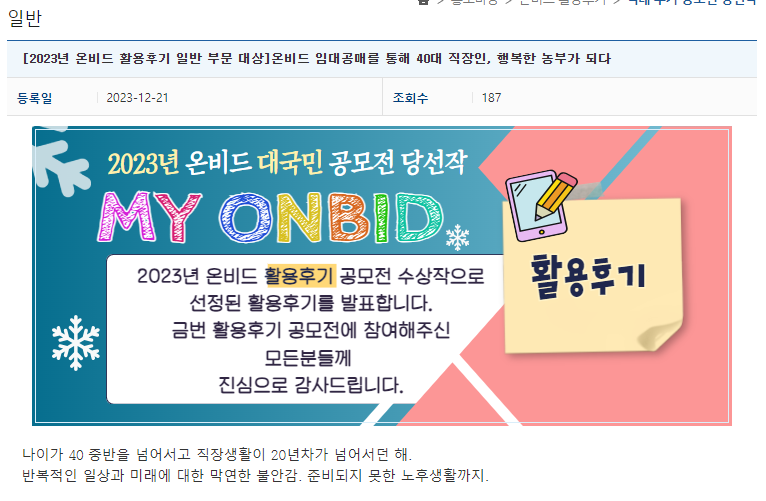 일반
[2023년 온비드 활용후기 일반 부문 대상]온비드 임대공매를 통해 40대 직장인, 행복한 농부가 되다
등록일 2023-12-21 조회수 187
2023년 온비드 대국민 공모전 당선작
MY ONBID
2023년 온비드 활용후기 공모전 수상작으로
선정된 활용후기를 발표합니다.
금번 활용후기 공모전에 참여해주신
모든분들께
진심으로 감사드립니다.
활용후기
나이가 40 중반을 넘어서고 직장생활이 20년차가 넘어서던 해.
반복적인 일상과 미래에 대한 막연한 불안감. 준비되지 못한 노후생활까지.